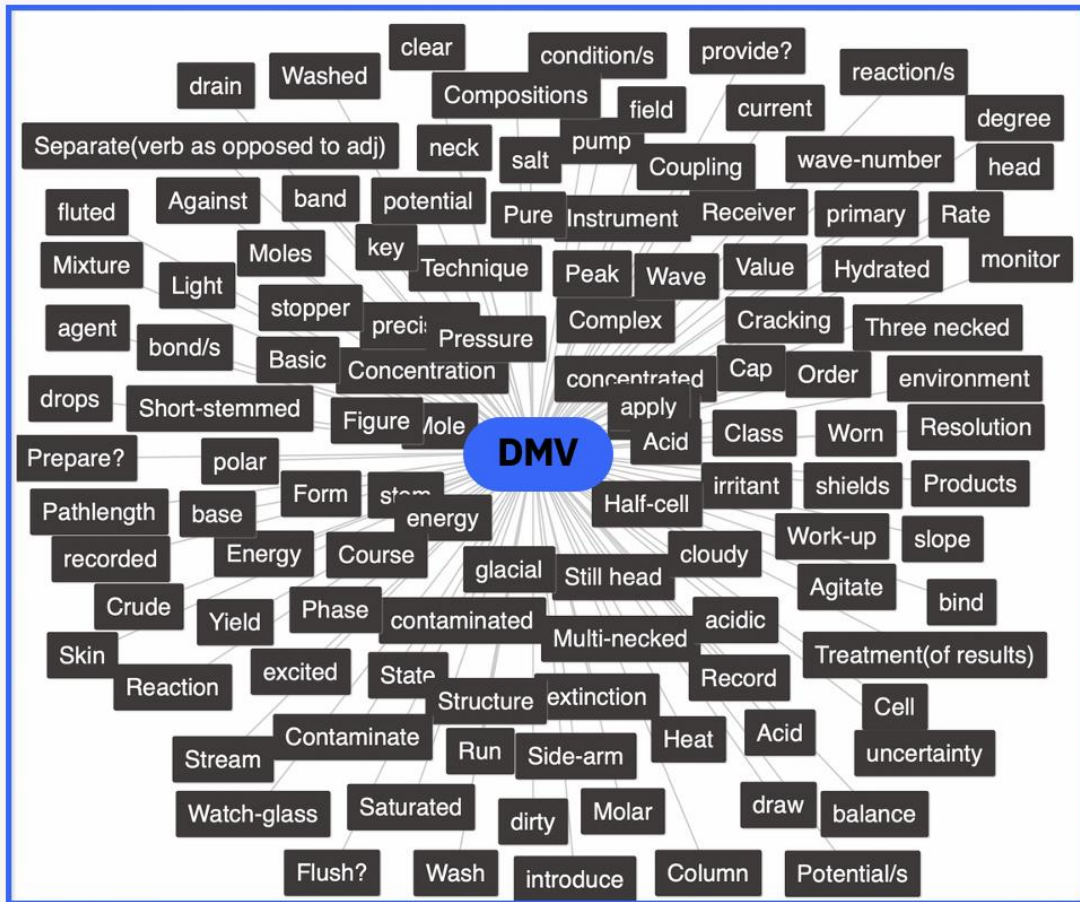 clear
condition/s
provide?
drain
Washed
reaction/s
Compositions
field
current
degree
Separate(verb as opposed to adj)
neck
salt
pump
Coupling
wave-number
head
fluted
Against
band
potential
Pure
Instrument
Receiver
primary
Rate
Mixture
Moles
key
Technique
Peak
Wave
Value
Hydrated
monitor
Light
agent
bond/s
stopper
Pressure
Complex
Cracking
Three necked
Basic
Concentration
concentrated
Cap
Order
environment
drops
Short-stemmed
Figure
Mole
apply
Acid
Class
Worn
Resolution
DMV
Prepare?
polar
Form
energy
Half-cell
irritant
shields
Products
Pathlength
base
recorded
Energy
Course
glacial
Still head
cloudy
Work-up
slope
Crude
Yield
Phase
contaminated
Multi-necked
acidic
Agitate
bind
Skin
Reaction
excited
State
Structure
extinction
Record
Treatment(of results)
Stream
Contaminate
Run
Side-arm
Heat
Acid
Cell
uncertainty
Watch-glass
Saturated
dirty
Molar
draw
balance
Flush?
Wash
introduce
Column
Potential/s